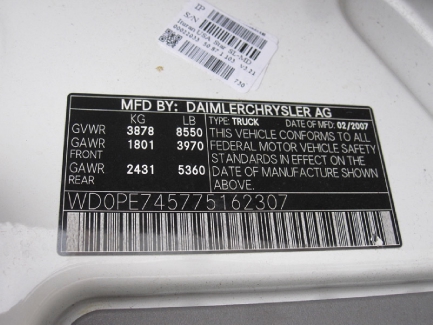 IP
S/N
MFD BY: DAIMLERCHRYSLER AG
KG LB
GVWR 3878 8550
GAWR 1801 3970
FRONT
GAWR 2431 5360
REAR
TYPE: TRUCK DATE OF MFD: 02/2007
THIS VEHICLE CONFORMS TO ALL
FEDERAL MOTOR VEHICLE SAFETY
STANDARDS IN EFFECT ON THE
DATE OF MANUFACTURE SHOWN
ABOVE.
WD0PE745775162307